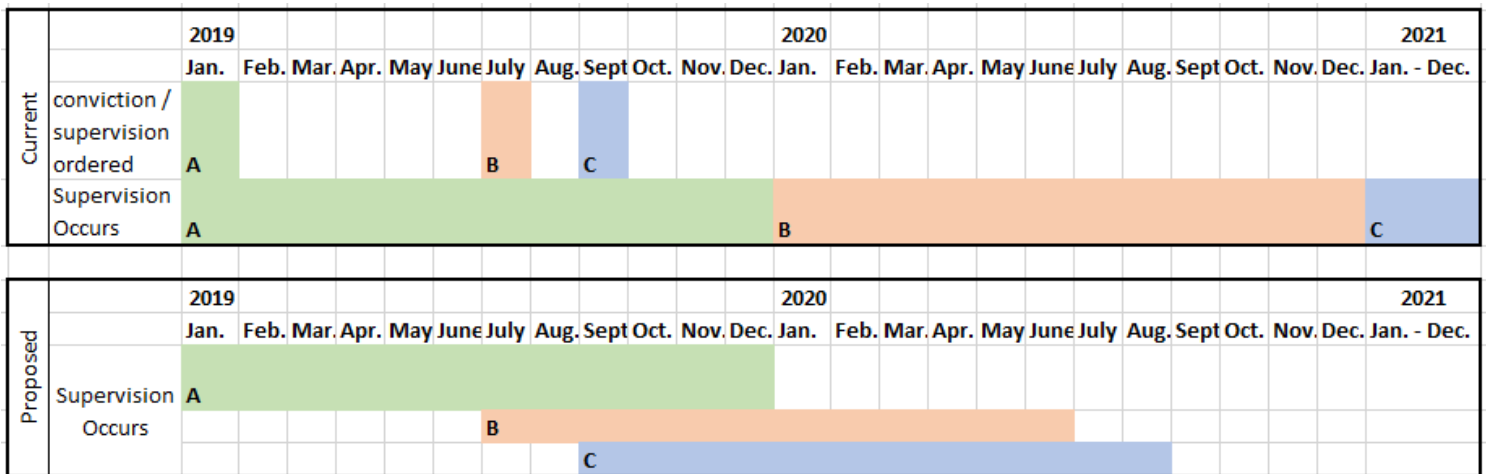 2019 2020 2021
Jan. Feb. Mar. Apr. May June July Aug. Sept Oct. Nov. Dec. Jan. Feb. Mar. Apr. May June July Aug. Sept Oct. Nov. Dec. Jan. - Dec.
Current
conviction /
supervision
ordered A B C
Supervision
Occurs A B C
2019 2020 2021
Jan. Feb. Mar. Apr. May June July Aug. Sept Oct. Nov. Dec. Jan. Feb. Mar. Apr. May June July Aug. Sept Oct. Nov. Dec. Jan. - Dec.
Proposed
Supervision A
Occurs B
C